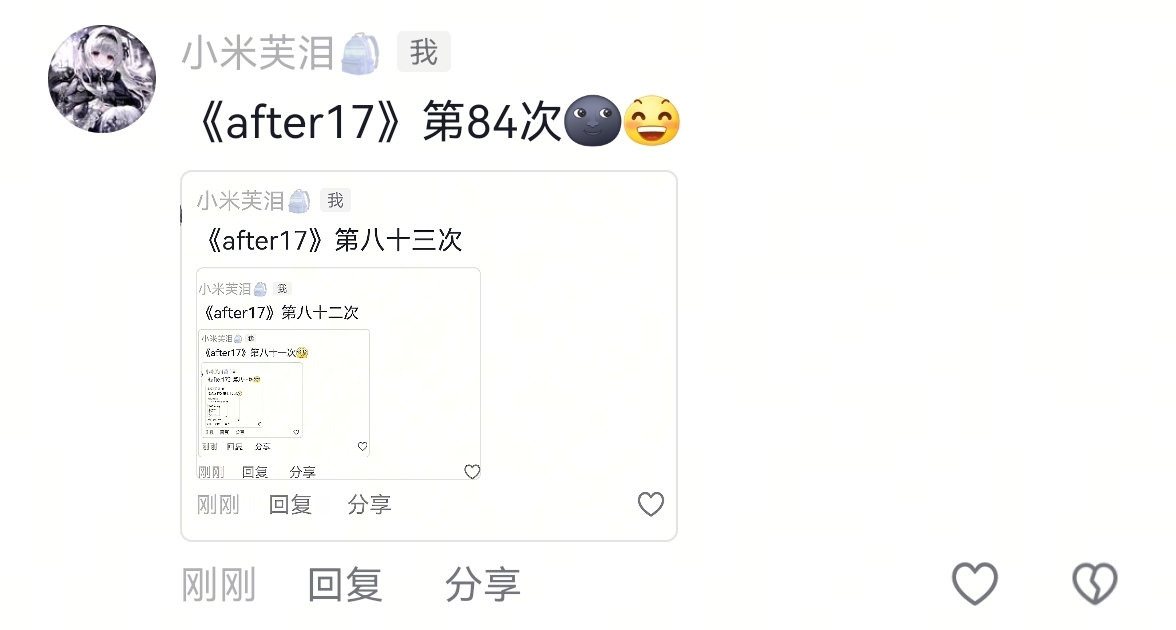 小米芙泪 我
《after17》第84次🌚😄
小米芙泪 我
《after17》第八十三次
小米芙泪 我
《after17》第八十二次
小米芙泪 我
《after17》第八十一次
刚刚 回复 分享
刚刚 回复 分享
刚刚 回复 分享
刚刚 回复 分享